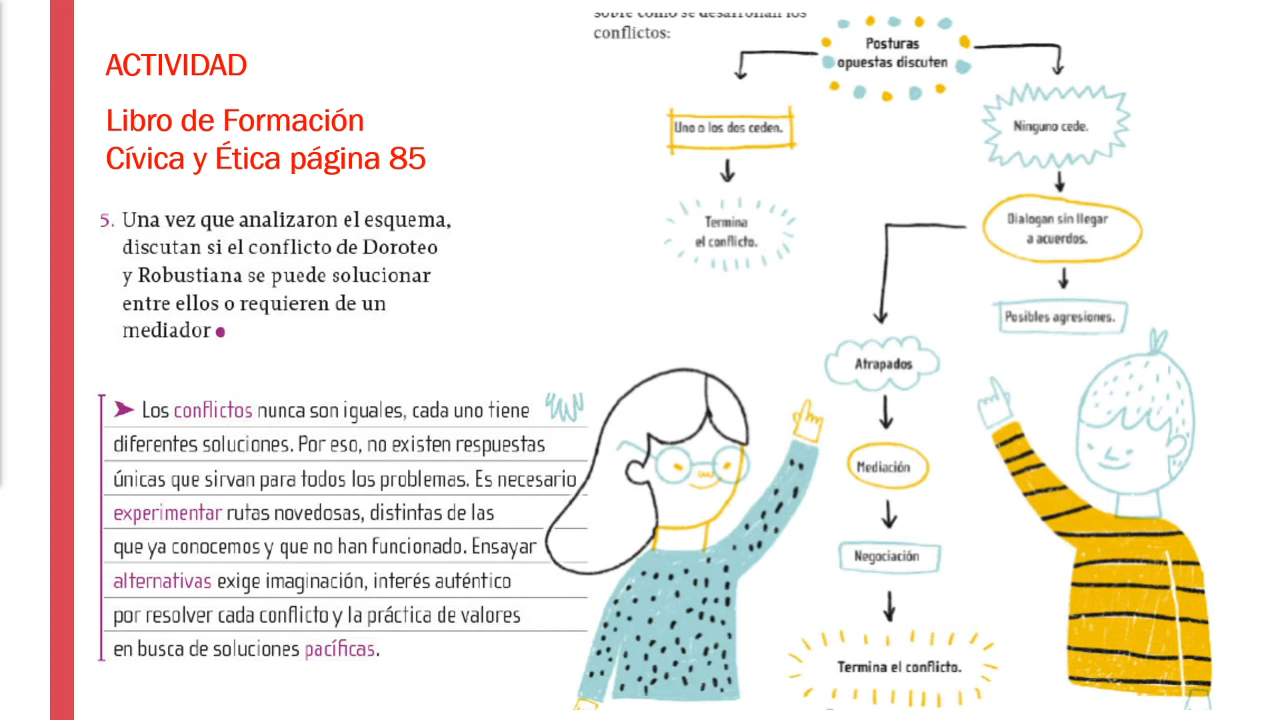 ACTIVIDAD
Libro de Formación
Cívica y Ética página 85
5. Una vez que analizaron el esquema,
discutan si el conflicto de Doroteo
y Robustiana se puede solucionar
entre ellos o requieren de un
mediador
Los conflictos nunca son iguales, cada uno tiene
diferentes soluciones. Por eso, no existen respuestas
únicas que sirvan para todos los problemas. Es necesario
experimentar rutas novedosas, distintas de las
que ya conocemos y que no han funcionado. Ensayar
alternativas exige imaginación, interés auténtico
por resolver cada conflicto y la práctica de valores
en busca de soluciones pacíficas.
sobre cómo se desarrollan los
conflictos:
Posturas
opuestas discuten
Uno o los dos ceden.
Termina
el conflicto.
Ninguno cede.
Dialogan sin llegar
a acuerdos.
Posibles agresiones.
Atrapados
Mediación
Negociación
Termina el conflicto.